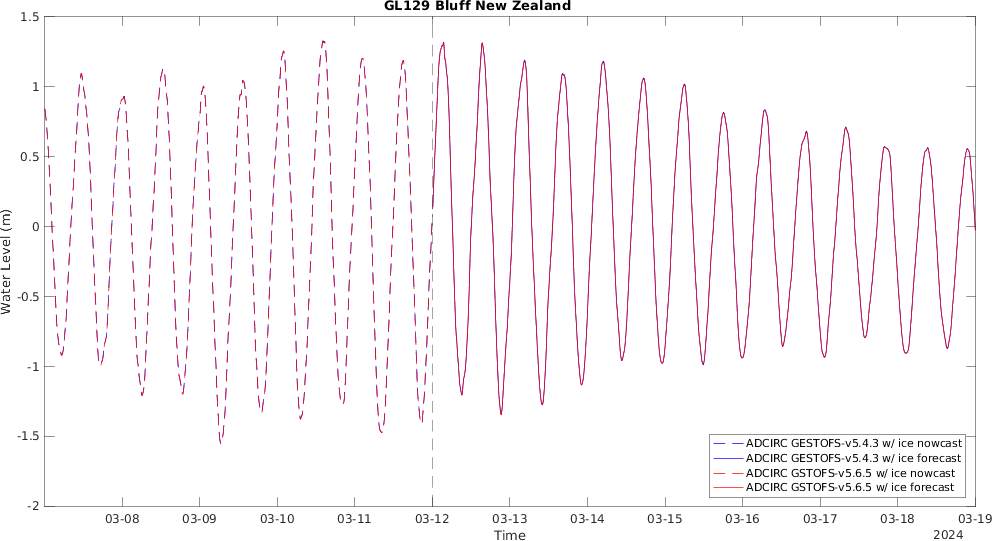 GL129 Bluff New Zealand
1.5
1
0.5
0
-0.5
-1
-1.5
-2
Water Level (m)
ADCIRC GESTOFS-v5.4.3 w/ ice nowcast
ADCIRC GESTOFS-v5.4.3 w/ ice forecast
ADCIRC GSTOFS-v5.6.5 w/ ice nowcast
ADCIRC GSTOFS-v5.6.5 w/ ice forecast
03-08 03-09 03-10 03-11 03-12 03-13 03-14 03-15 03-16 03-17 03-18 03-19
Time
2024